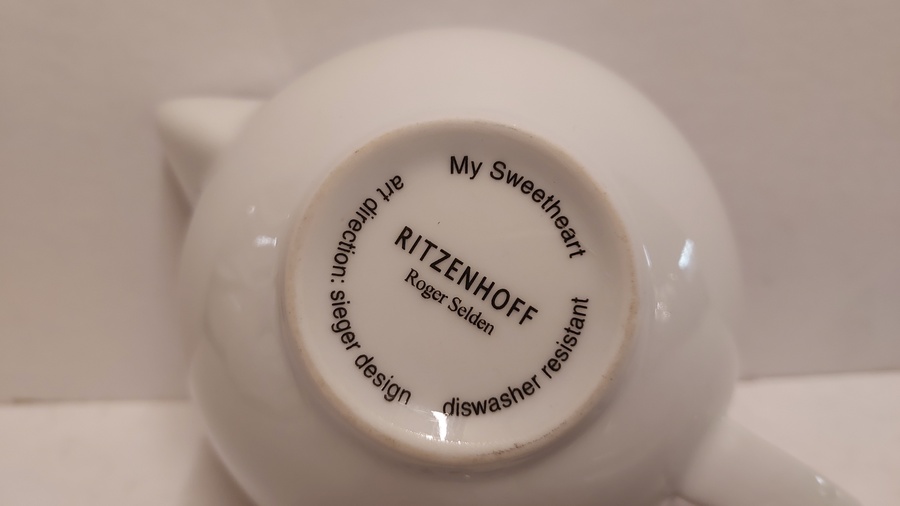 My Sweetheart
RITZENHOFF
Roger Selden
art direction: sieger design
diswasher resistant